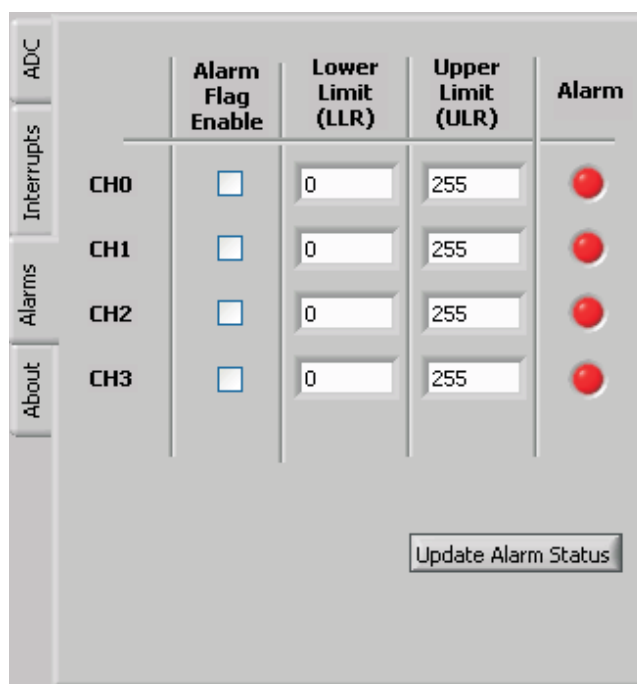 ADC
Interrupts
Alarms
About
Alarm
Flag
Enable
Lower
Limit
(LLR)
Upper
Limit
(ULR)
Alarm
CH0 0 255
CH1 0 255
CH2 0 255
CH3 0 255
Update Alarm Status